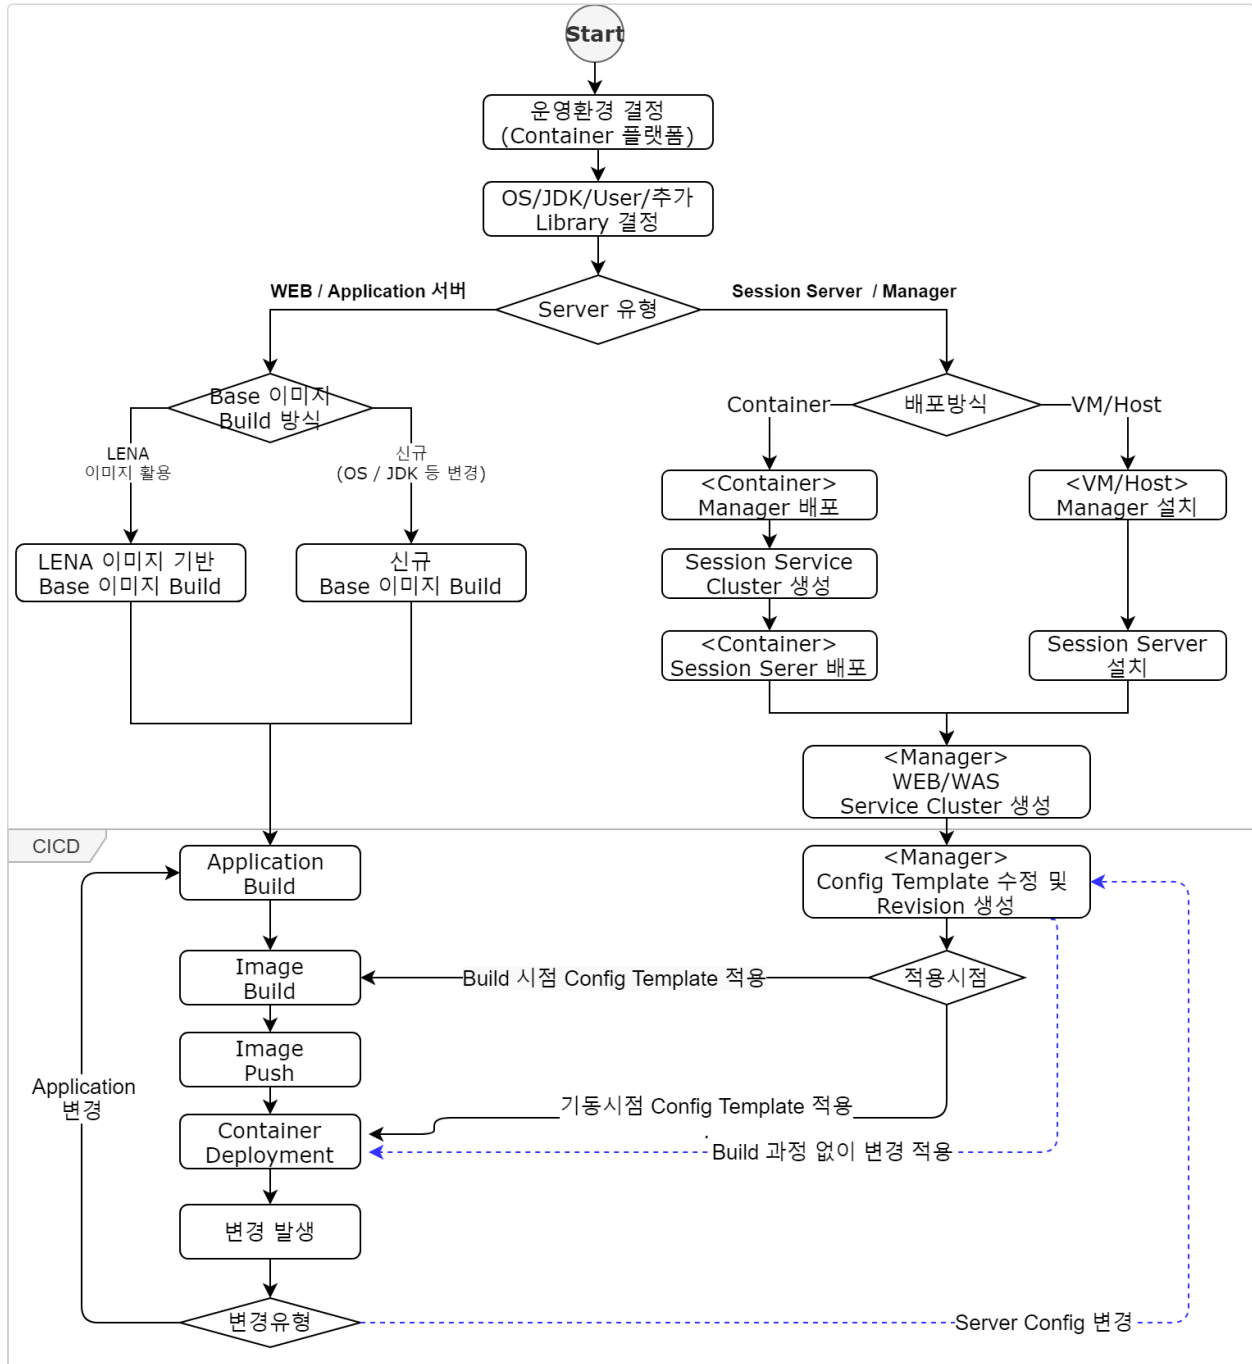 Start
운영환경 결정
(Container 플랫폼)
OS/JDK/User/추가
Library 결정
WEB / Application 서버
Server 유형
Session Server / Manager
Base 이미지
Build 방식
Container
배포방식
VM/Host
LENA
이미지 활용
신규
(OS / JDK 등 변경)
<Container>
Manager 배포
<VM/Host>
Manager 설치
LENA 이미지 기반
Base 이미지 Build
신규
Base 이미지 Build
Session Service
Cluster 생성
<Container>
Session Serer 배포
Session Server
설치
<Manager>
WEB/WAS
Service Cluster 생성
CICD
Application
Build
<Manager>
Config Template 수정 및
Revision 생성
Image
Build
Build 시점 Config Template 적용
적용시점
Image
Push
Application
변경
기동시점 Config Template 적용
Container
Deployment
Build 과정 없이 변경 적용
변경 발생
변경유형
Server Config 변경